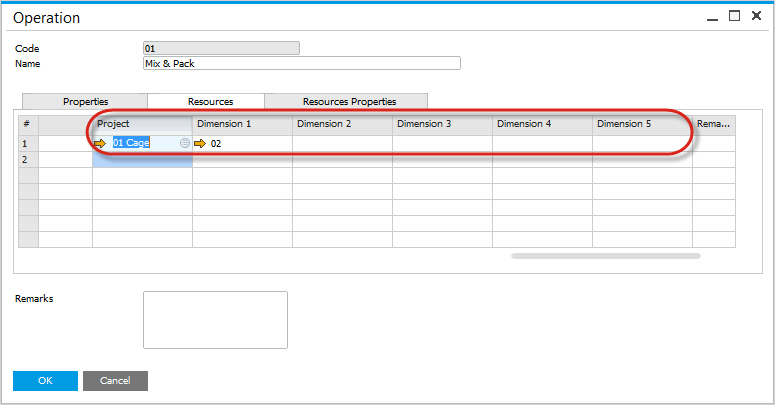 Operation
Code 01
Name Mix & Pack
Properties Resources Resources Properties
# Project Dimension 1 Dimension 2 Dimension 3 Dimension 4 Dimension 5 Rema...
1 01 Cage 02
2
Remarks
OK Cancel